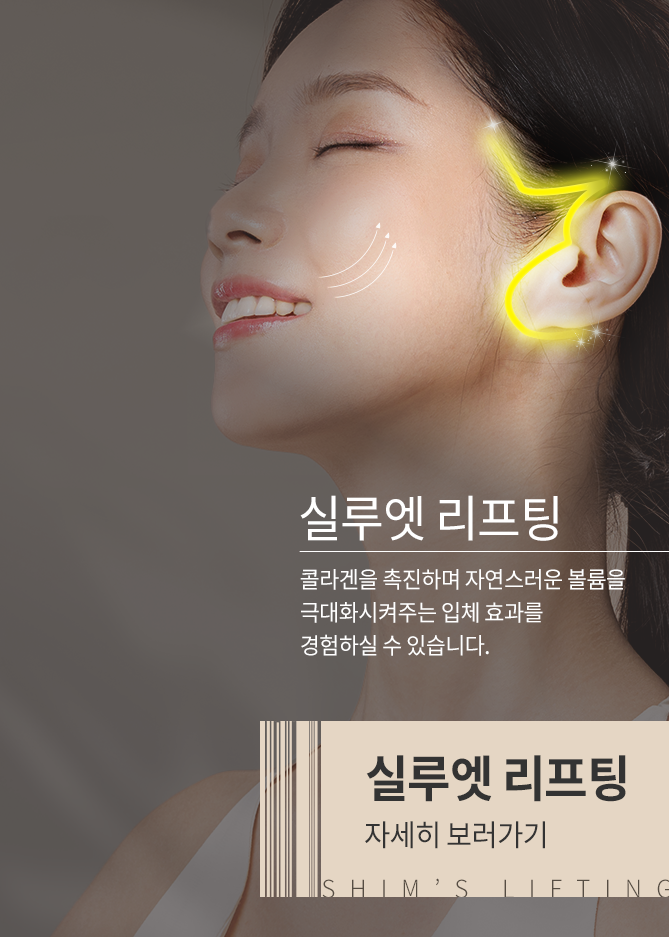 실루엣 리프팅
콜라겐을 촉진하며 자연스러운 볼륨을
극대화시켜주는 입체 효과를
경험하실 수 있습니다.
실루엣 리프팅
자세히 보러가기
SHIM'S LIFTING